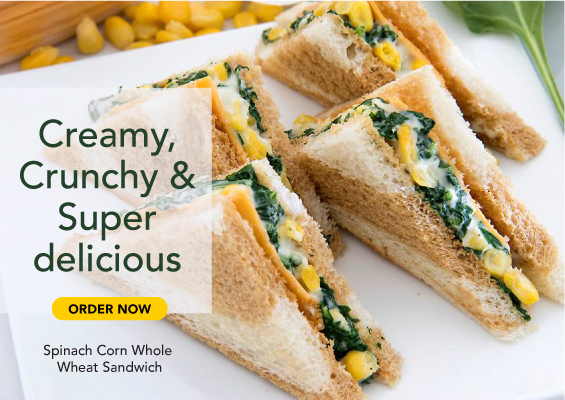 Creamy,
Crunchy &
Super
delicious
ORDER NOW
Spinach Corn Whole
Wheat Sandwich